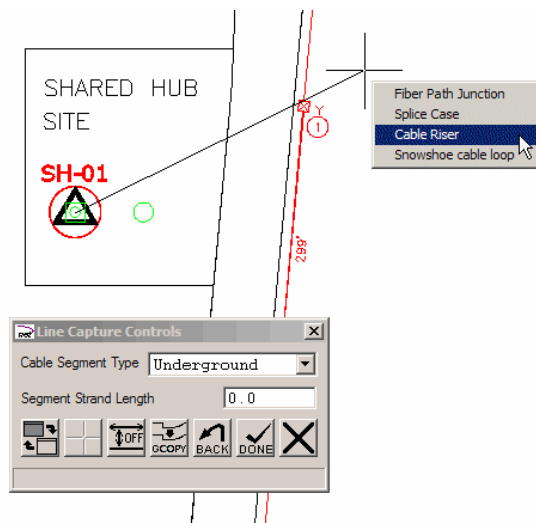 SHARED HUB
SITE
SH-01
Y
1
299'
Fiber Path Junction
Splice Case
Cable Riser
Snowshoe cable loop
Line Capture Controls
Cable Segment Type Underground
Segment Strand Length 0.0
OFF GCOPY BACK DONE